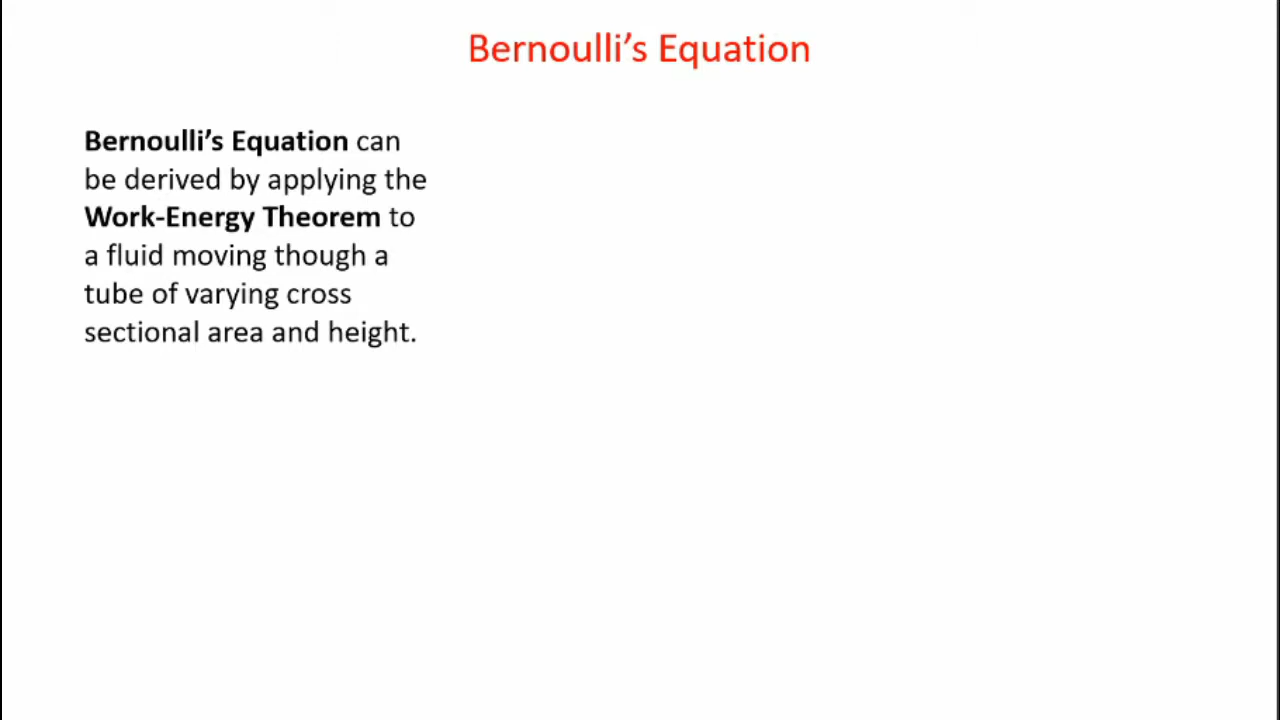 Bernoulli’s Equation
Bernoulli’s Equation can
be derived by applying the
Work-Energy Theorem to
a fluid moving though a
tube of varying cross
sectional area and height.